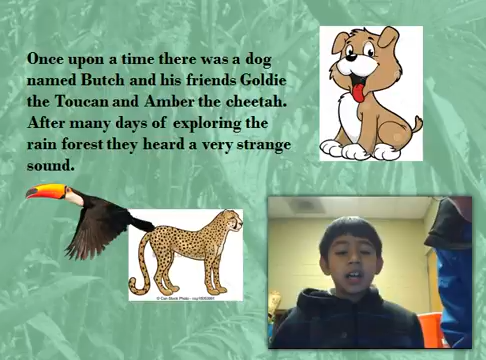 Once upon a time there was a dog
named Butch and his friends Goldie
the Toucan and Amber the cheetah.
After many days of exploring the
rain forest they heard a very strange
sound.